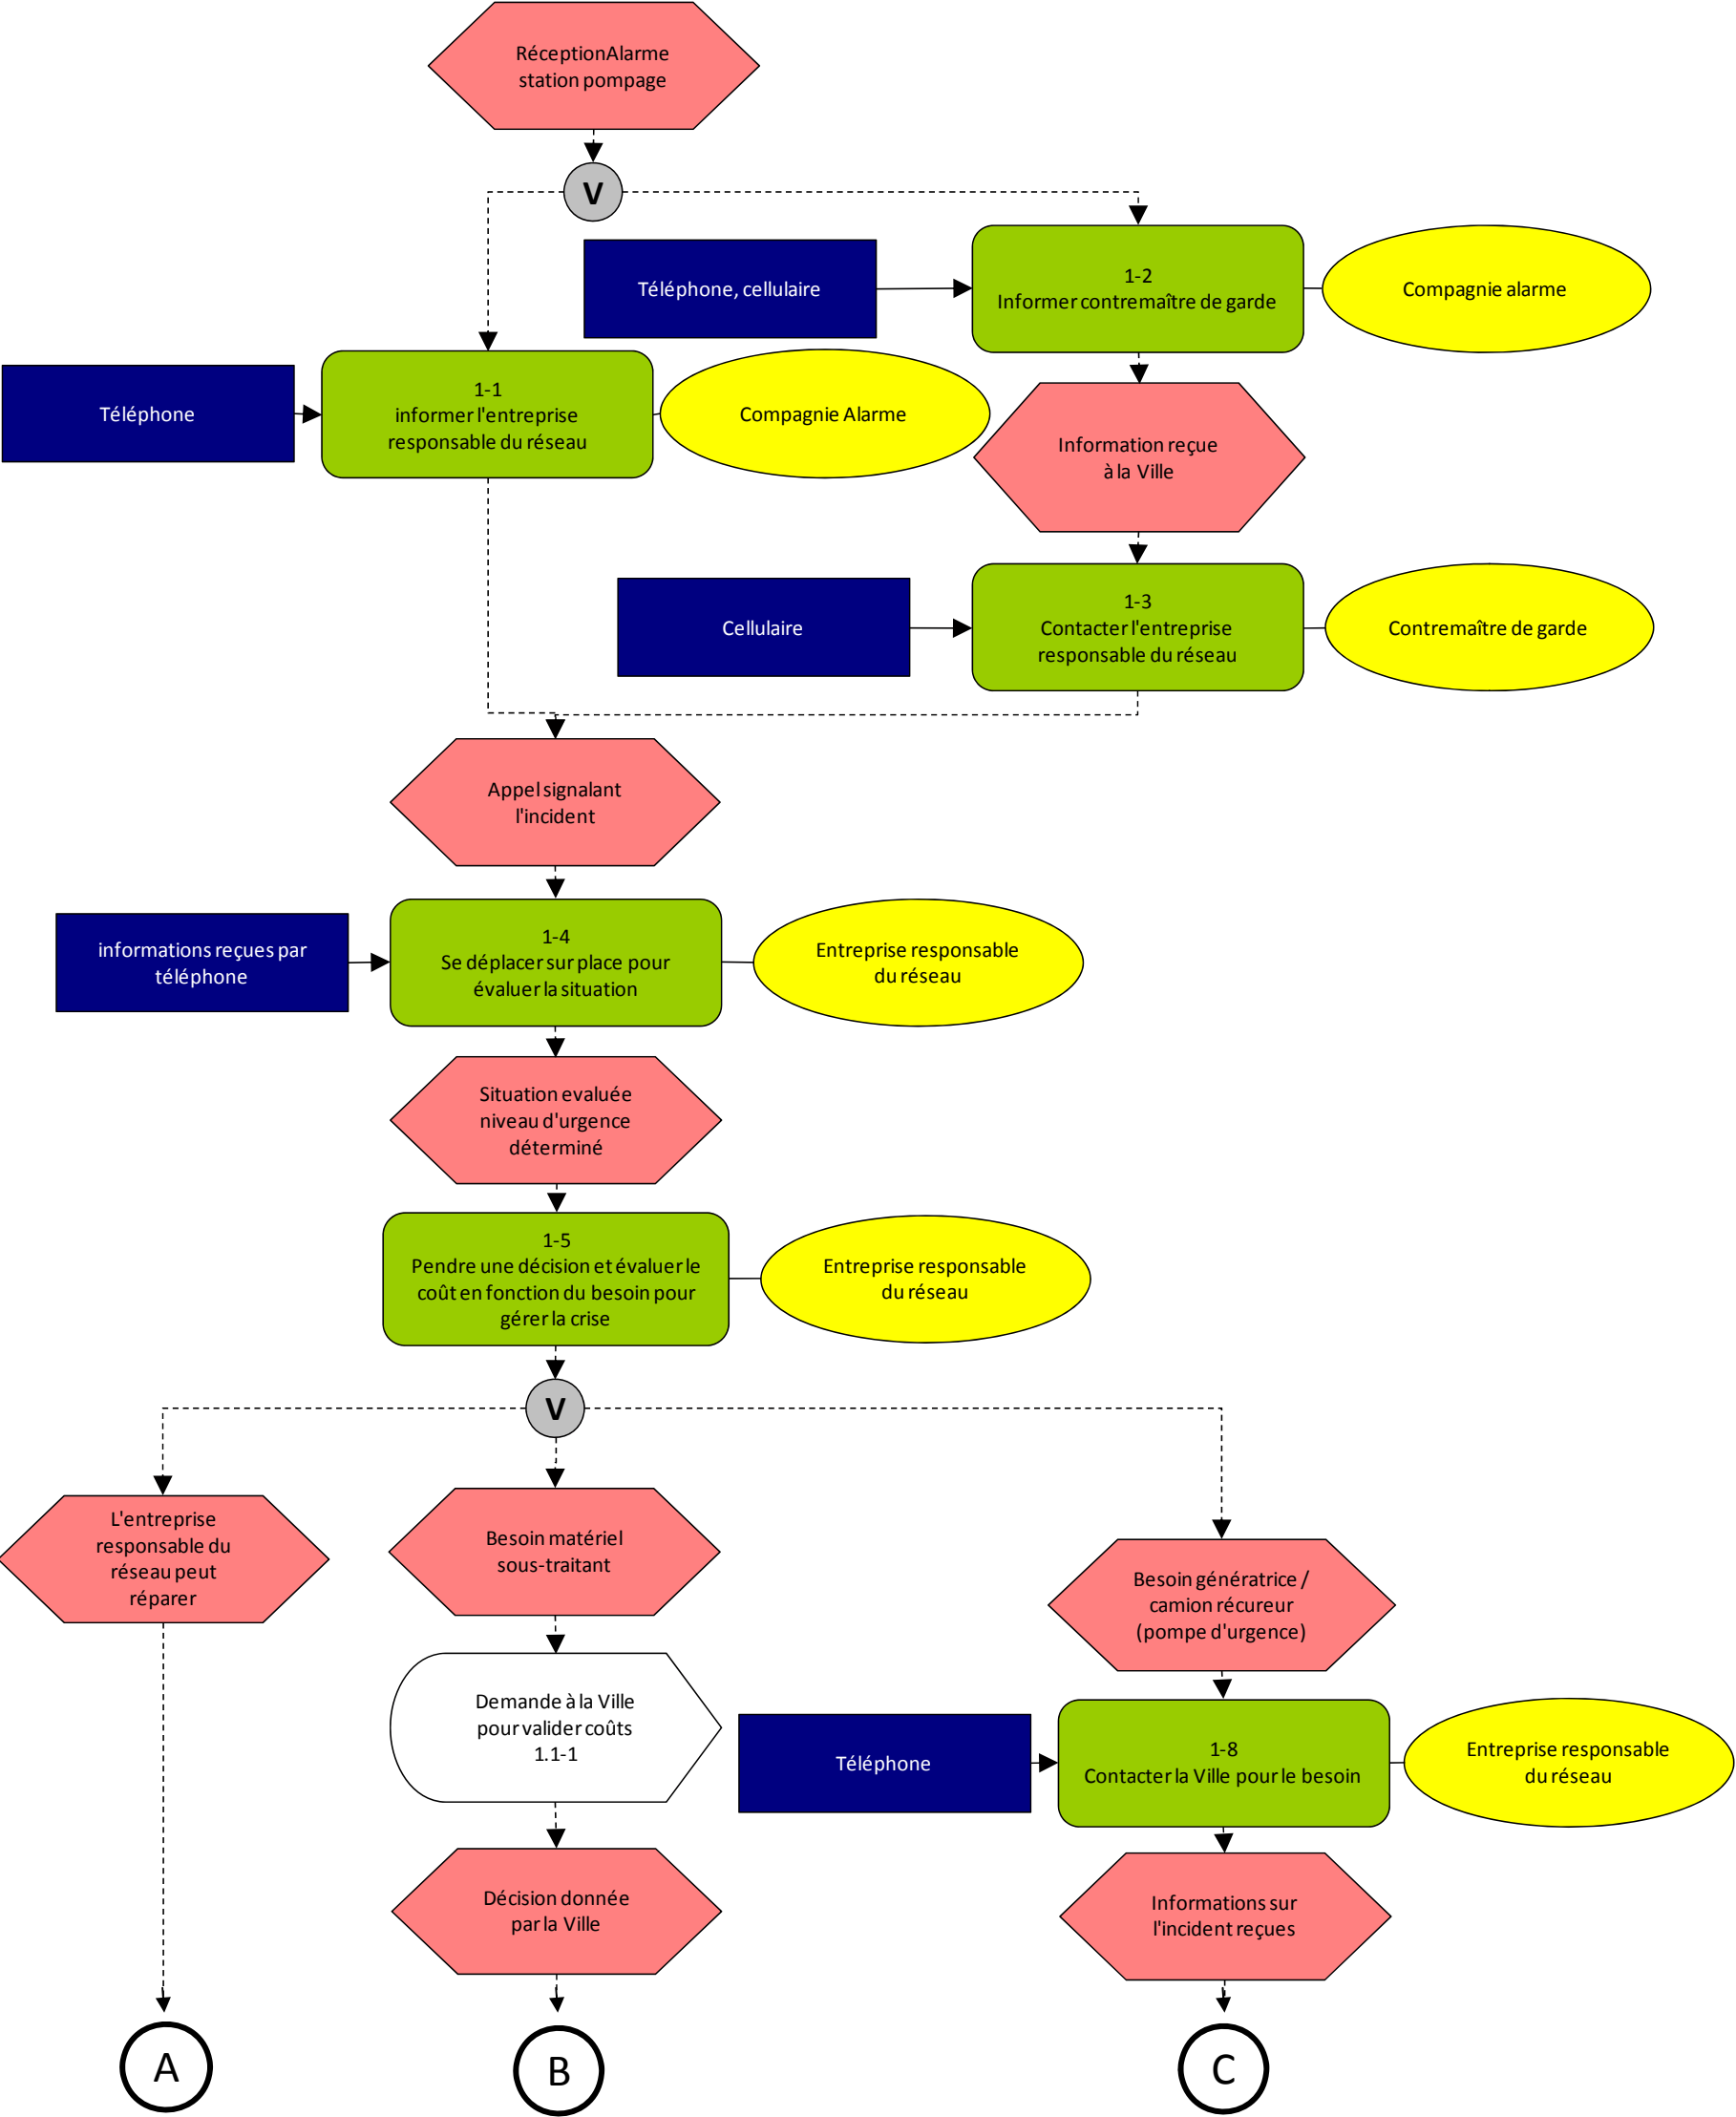 RéceptionAlarme
station pompage
V
Téléphone, cellulaire
1-2
Informer contremaître de garde
Compagnie alarme
Téléphone
1-1
informer l'entreprise
responsable du réseau
Compagnie Alarme
Information reçue
à la Ville
Cellulaire
1-3
Contacter l'entreprise
responsable du réseau
Contremaître de garde
Appel signalant
l'incident
informations reçues par
téléphone
1-4
Se déplacer sur place pour
évaluer la situation
Entreprise responsable
du réseau
Situation evaluée
niveau d'urgence
déterminé
1-5
Pendre une décision et évaluer le
coût en fonction du besoin pour
gérer la crise
Entreprise responsable
du réseau
V
L'entreprise
responsable du
réseau peut
réparer
Besoin matériel
sous-traitant
Besoin génératrice /
camion récureur
(pompe d'urgence)
Demande à la Ville
pour valider coûts
1.1-1
Téléphone
1-8
Contacter la Ville pour le besoin
Entreprise responsable
du réseau
Décision donnée
par la Ville
Informations sur
l'incident reçues
A
B
C